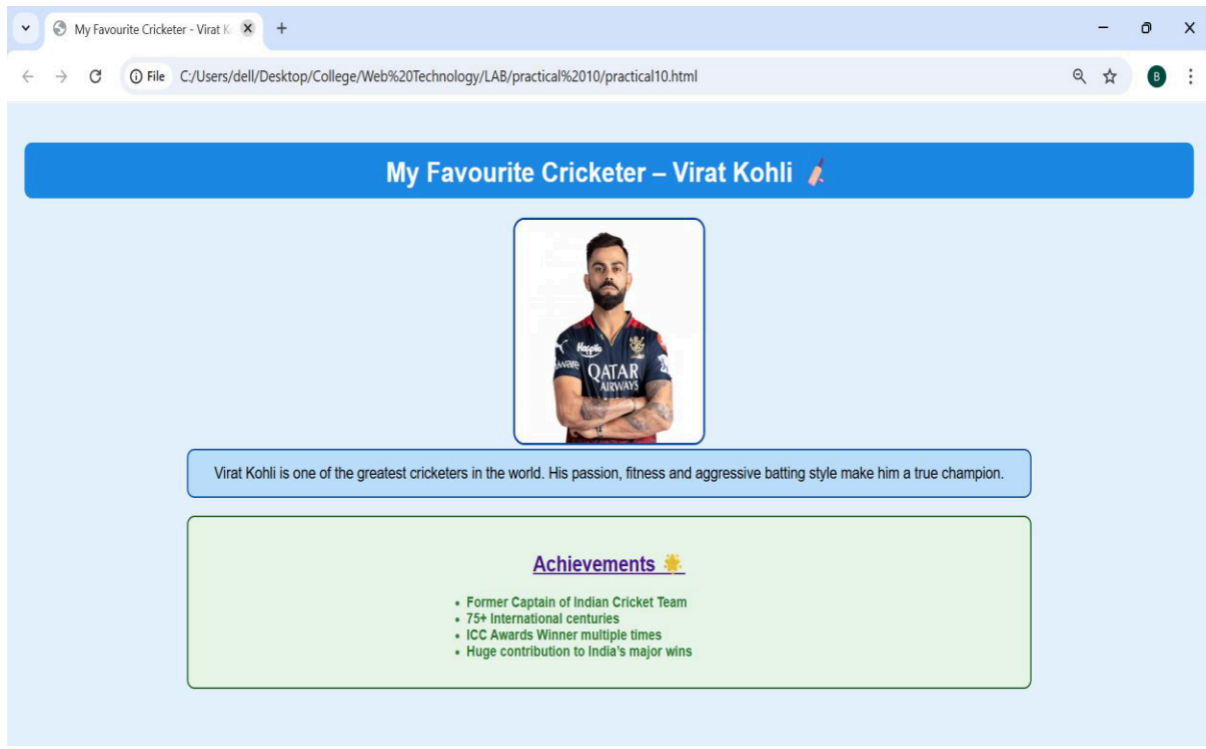 My Favourite Cricketer - Virat K
File C:/Users/dell/Desktop/College/Web%20Technology/LAB/practical%2010/practical10.html
B
My Favourite Cricketer – Virat Kohli 🏏
QATAR
AIRWAYS
Virat Kohli is one of the greatest cricketers in the world. His passion, fitness and aggressive batting style make him a true champion.
Achievements 🌟
• Former Captain of Indian Cricket Team
• 75+ International centuries
• ICC Awards Winner multiple times
• Huge contribution to India's major wins